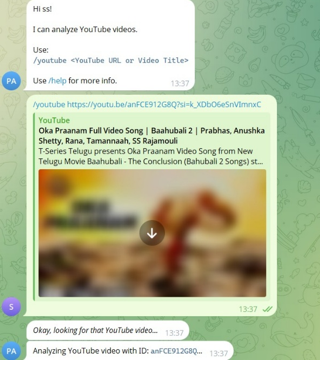 Hi ss!
I can analyze YouTube videos.
Use:
/youtube <YouTube URL or Video Title>
Use /help for more info.
13:37
PA
/youtube https://youtu.be/anFCE912G8Q?si=k_XDbO6eSnVImnxC
YouTube
Oka Praanam Full Video Song | Baahubali 2 | Prabhas, Anushka
Shetty, Rana, Tamannaah, SS Rajamouli
T-Series Telugu presents Oka Praanam Video Song from New
Telugu Movie Baahubali - The Conclusion (Bahubali 2 Songs) st...
13:37
S
Okay, looking for that YouTube video... 13:37
PA
Analyzing YouTube video with ID: anFCE912G8Q... 13:37